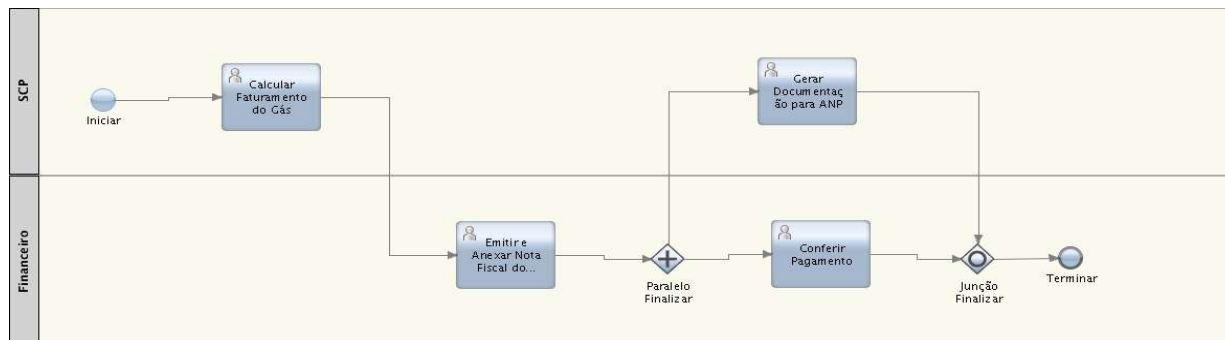 SCP
Iniciar
Calcular
Faturamento
do Gás
Gerar
Documentaç
ão para ANP
Financeiro
Emitir e
Anexar Nota
Fiscal do...
Paralelo
Finalizar
Conferir
Pagamento
Junção
Finalizar
Terminar